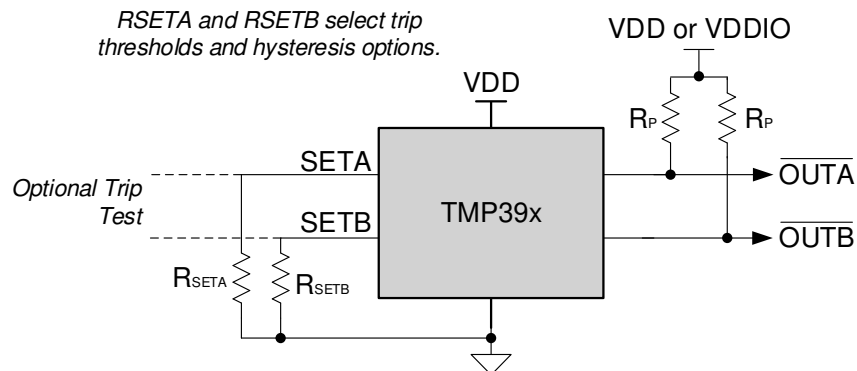 RSETA and RSETB select trip
thresholds and hysteresis options.
VDD or VDDIO
VDD
RP
RP
SETA
OUTA
Optional Trip
Test
TMP39x
SETB
OUTB
RSETA
RSETB